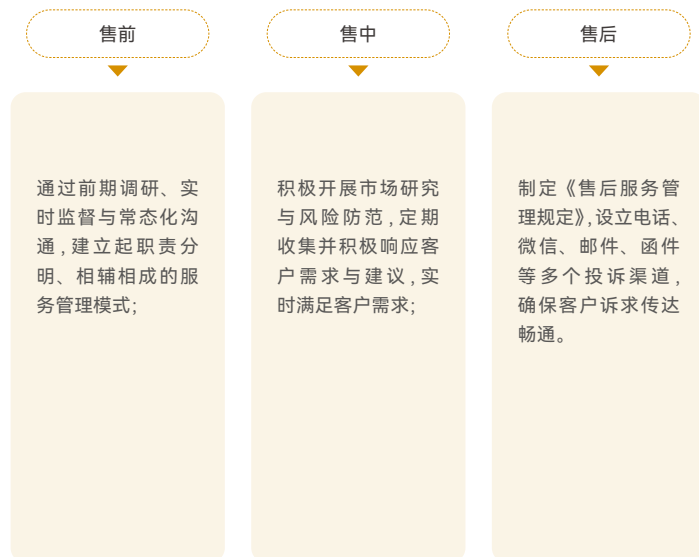 售前
通过前期调研、实
时监督与常态化沟
通,建立起职责分
明、相辅相成的服
务管理模式;
售中
积极开展市场研究
与风险防范,定期
收集并积极响应客
户需求与建议,实
时满足客户需求;
售后
制定《售后服务管
理规定》,设立电话、
微信、邮件、函件
等多个投诉渠道,
确保客户诉求传达
畅通。